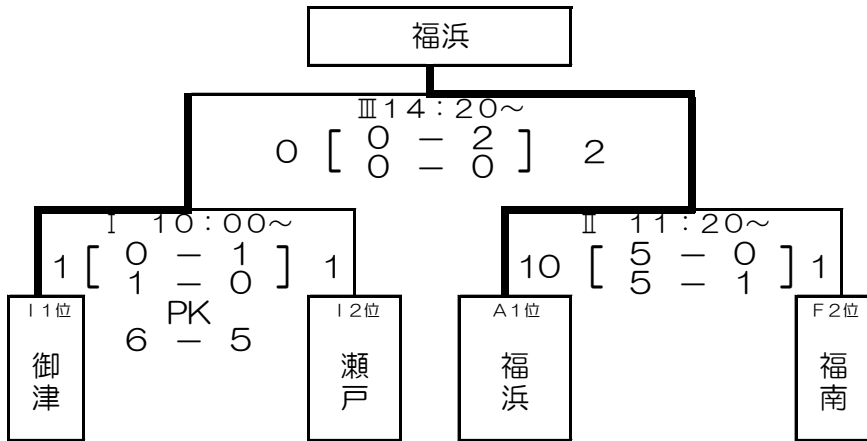 福浜
Ⅲ14：20～
0 [ 0 － 2 ] 2
0 － 0
Ⅰ 10：00～
1 [ 0 － 1 ] 1
1 － 0
PK
6 － 5
Ⅱ 11：20～
10 [ 5 － 0 ] 1
5 － 1
I1位
御津
I2位
瀬戸
A1位
福浜
F2位
福南